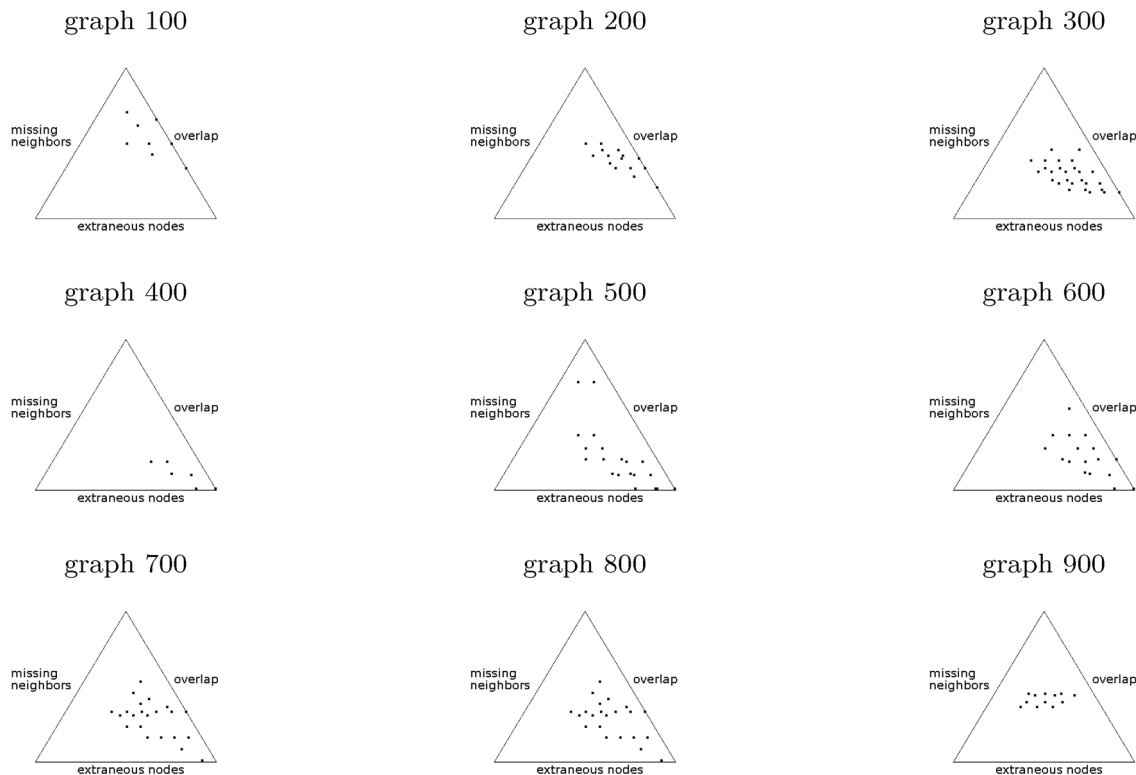 graph 100
graph 200
graph 300
missing
neighbors
overlap
extraneous nodes
missing
neighbors
overlap
extraneous nodes
missing
neighbors
overlap
extraneous nodes
graph 400
graph 500
graph 600
missing
neighbors
overlap
extraneous nodes
missing
neighbors
overlap
extraneous nodes
missing
neighbors
overlap
extraneous nodes
graph 700
graph 800
graph 900
missing
neighbors
overlap
extraneous nodes
missing
neighbors
overlap
extraneous nodes
missing
neighbors
overlap
extraneous nodes